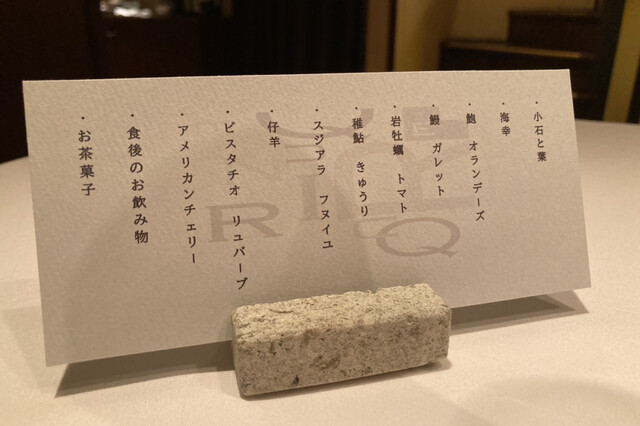 ・小石と葉
・海幸
・鮑　オランデーズ
・鰻　ガレット
・岩牡蠣　トマト
・稚鮎　きゅうり
・スジアラ　フヌイユ
・仔羊
・ピスタチオ　リュバーブ
・アメリカンチェリー
・食後のお飲み物
・お茶菓子